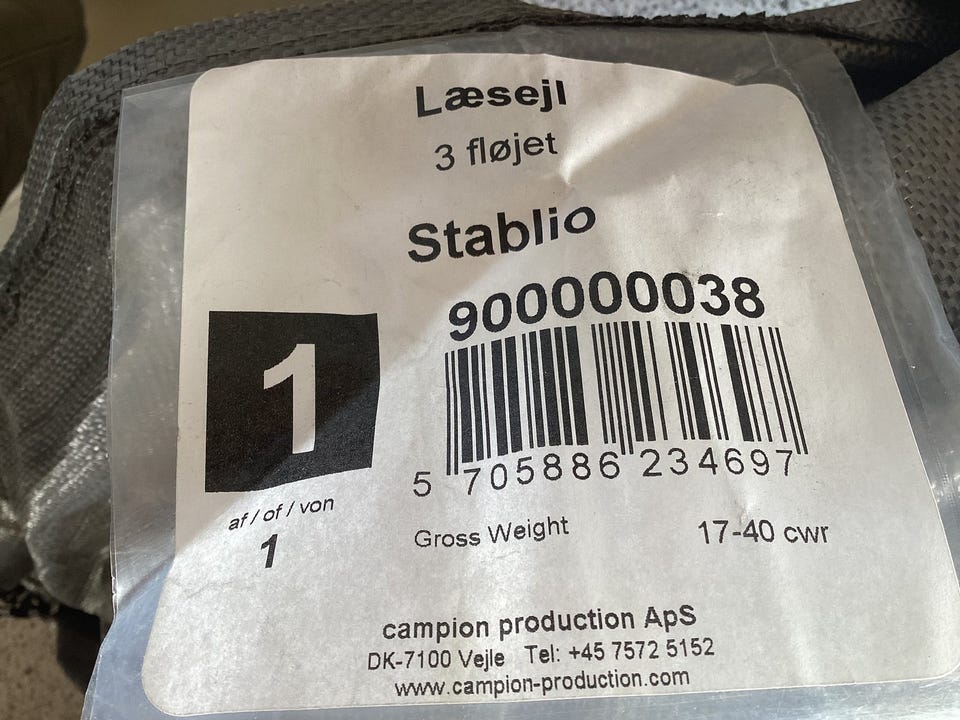 Læsejl
3 fløjet
Stablio
900000038
1
5 705886 234697
af / of / von
1
Gross Weight 17-40 cwr
campion production ApS
DK-7100 Vejle Tel: +45 7572 5152
www.campion-production.com